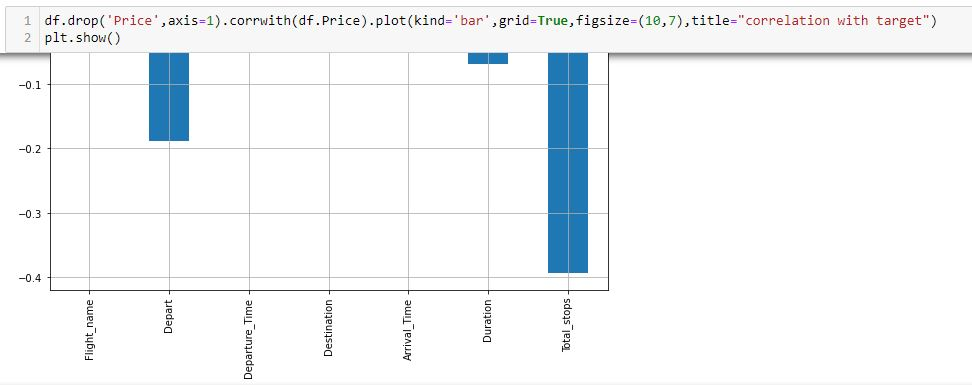 1 df.drop('Price',axis=1).corrwith(df.Price).plot(kind='bar',grid=True,figsize=(10,7),title="correlation with target")
2 plt.show()
−0.1
−0.2
−0.3
−0.4
Flight_name
Depart
Departure_Time
Destination
Arrival_Time
Duration
Total_stops